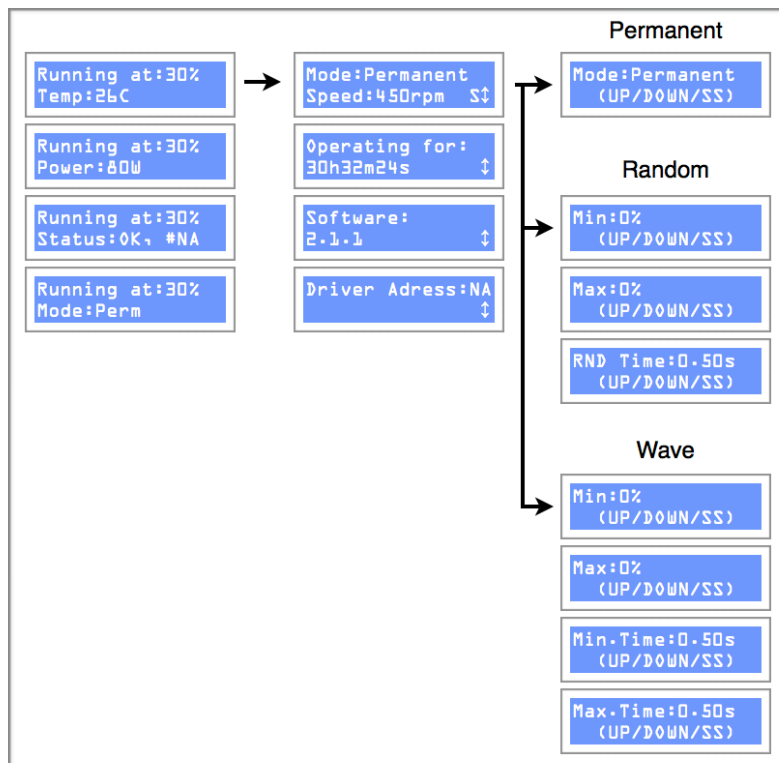 Running at:30%
Temp:26C
Running at:30%
Power:80W
Running at:30%
Status:OK, #NA
Running at:30%
Mode:Perm
Mode:Permanent
Speed:450rpm S↕
Operating for:
30h32m24s ↕
Software:
2.1.1 ↕
Driver Adress:NA
↕
Permanent
Mode:Permanent
(UP/DOWN/SS)
Random
Min:0%
(UP/DOWN/SS)
Max:0%
(UP/DOWN/SS)
RND Time:0.50s
(UP/DOWN/SS)
Wave
Min:0%
(UP/DOWN/SS)
Max:0%
(UP/DOWN/SS)
Min.Time:0.50s
(UP/DOWN/SS)
Max.Time:0.50s
(UP/DOWN/SS)